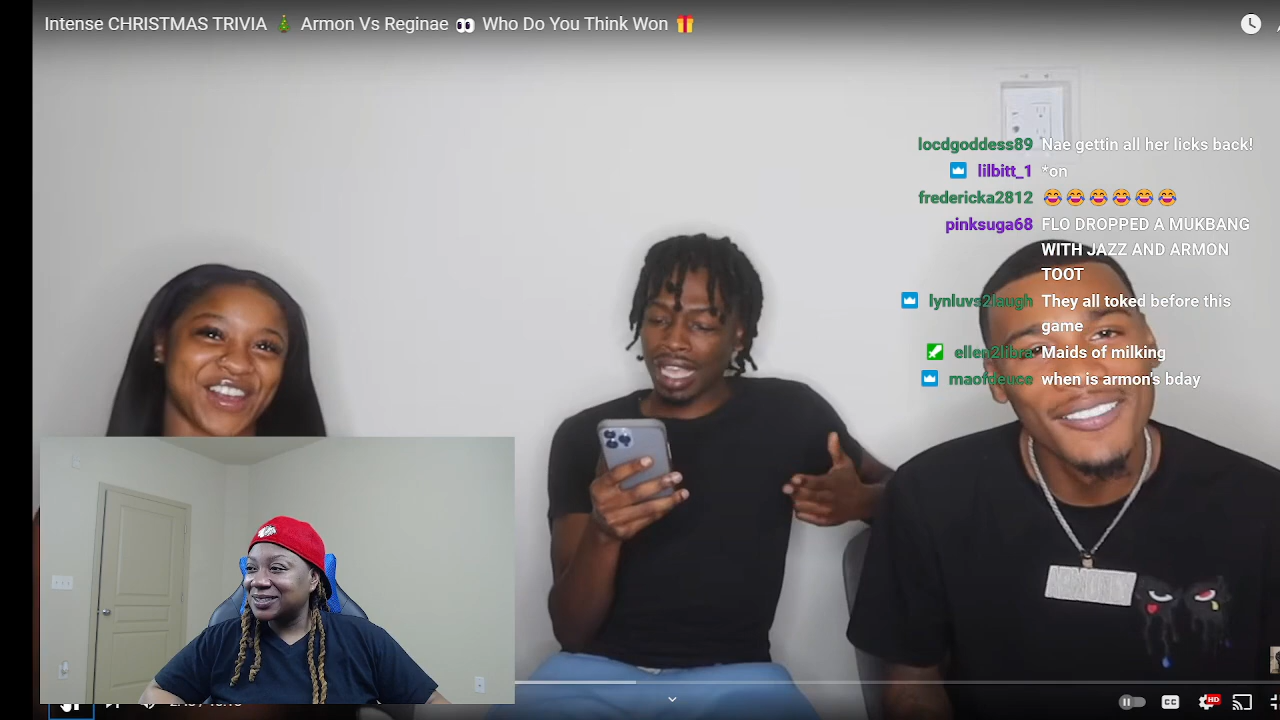 Intense CHRISTMAS TRIVIA 🎄 Armon Vs Reginae 👀 Who Do You Think Won 🎁
locdgoddess89 Nae gettin all her licks back!
lilbitt_1 *on
fredericka2812 😂😂😂😂😂😂
pinksuga68 FLO DROPPED A MUKBANG
WITH JAZZ AND ARMON
TOOT
lynluvs2laugh They all toked before this
game
ellen2libra Maids of milking
maofdeuce when is armon's bday
CC
HD